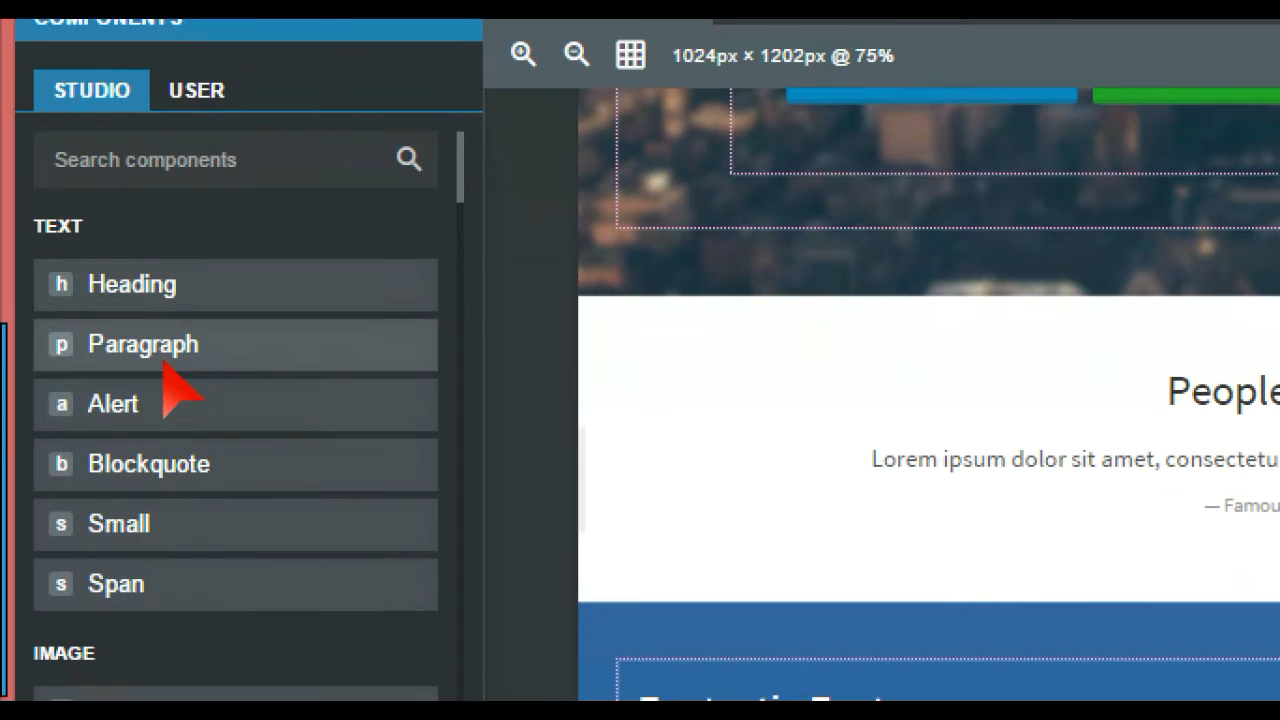 COMPONENTS
STUDIO USER
1024px × 1202px @ 75%
Search components
TEXT
h Heading
p Paragraph
a Alert
b Blockquote
s Small
s Span
IMAGE
People
Lorem ipsum dolor sit amet, consectetu
— Famou